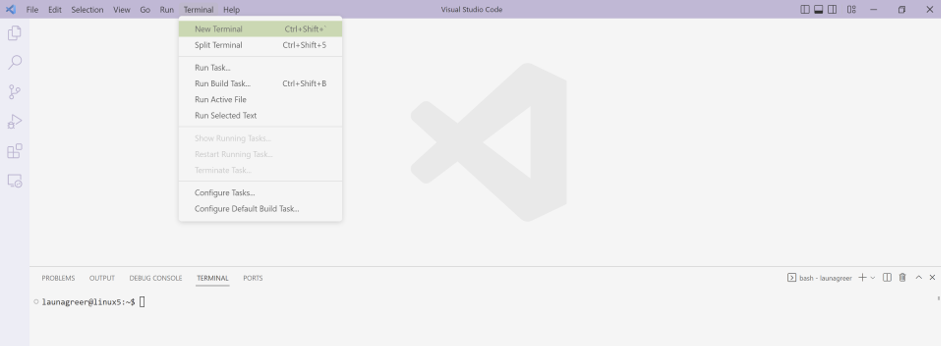 File Edit Selection View Go Run Terminal Help Visual Studio Code
New Terminal Ctrl+Shift+`
Split Terminal Ctrl+Shift+5
Run Task...
Run Build Task... Ctrl+Shift+B
Run Active File
Run Selected Text
Show Running Tasks...
Restart Running Task...
Terminate Task...
Configure Tasks...
Configure Default Build Task...
PROBLEMS OUTPUT DEBUG CONSOLE TERMINAL PORTS bash - launagreer
launagreer@linux5:~$